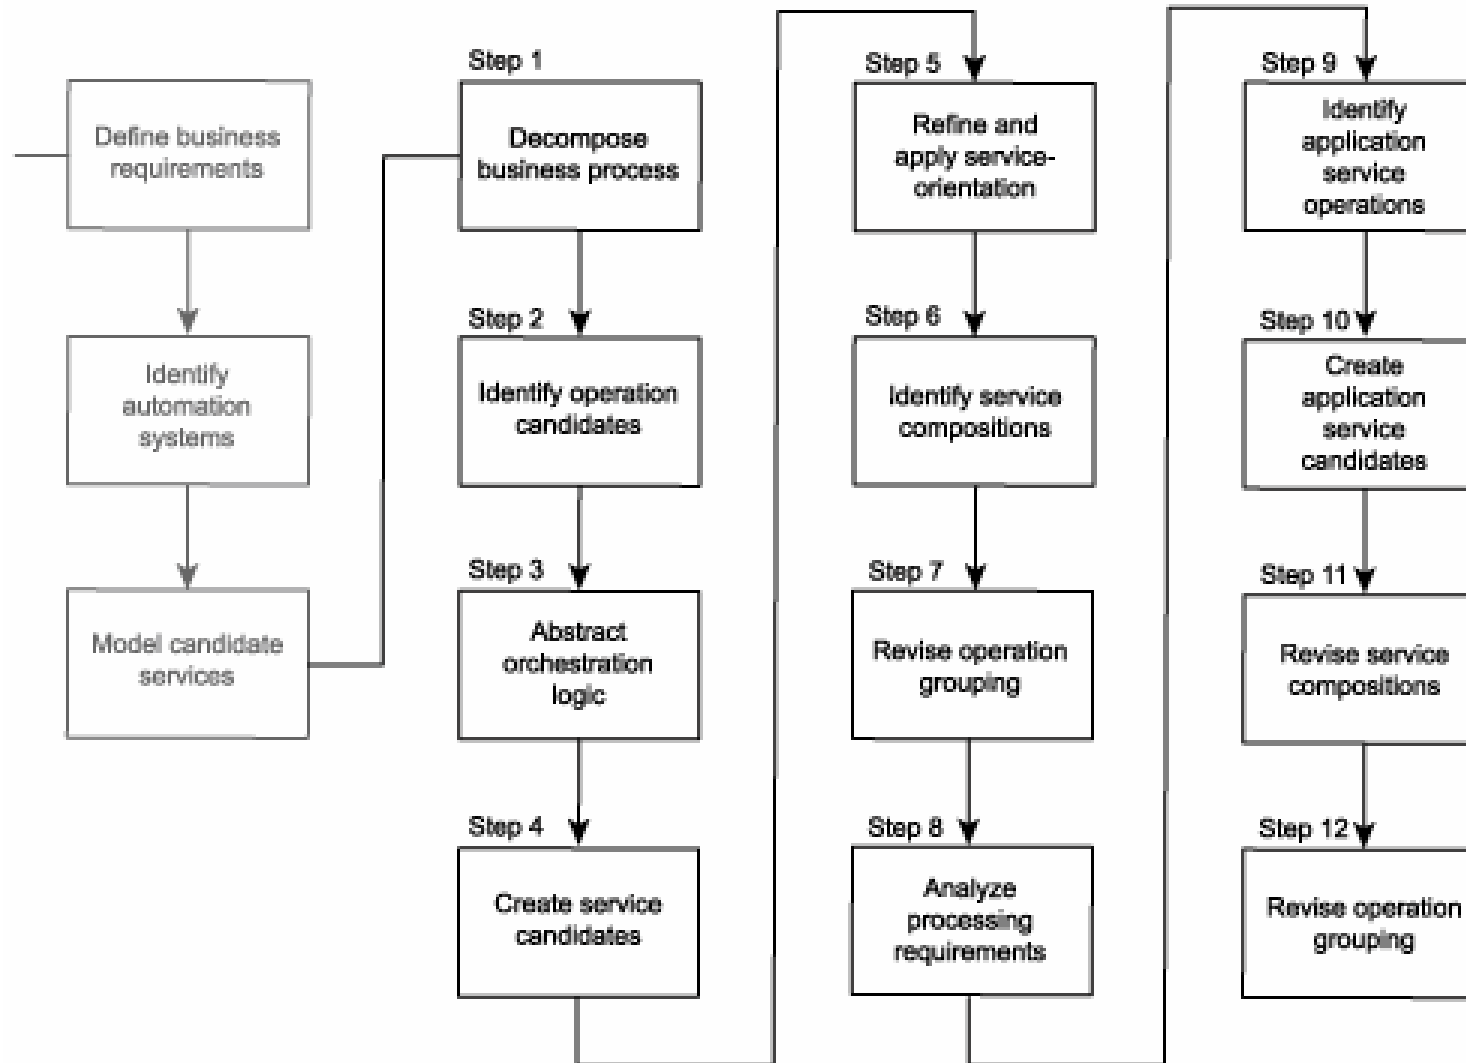 Define business
requirements
Identify
automation
systems
Model candidate
services
Step 1
Decompose
business process
Step 2
Identify operation
candidates
Step 3
Abstract
orchestration
logic
Step 4
Create service
candidates
Step 5
Refine and
apply service-
orientation
Step 6
Identify service
compositions
Step 7
Revise operation
grouping
Step 8
Analyze
processing
requirements
Step 9
Identify
application
service
operations
Step 10
Create
application
service
candidates
Step 11
Revise service
compositions
Step 12
Revise operation
grouping